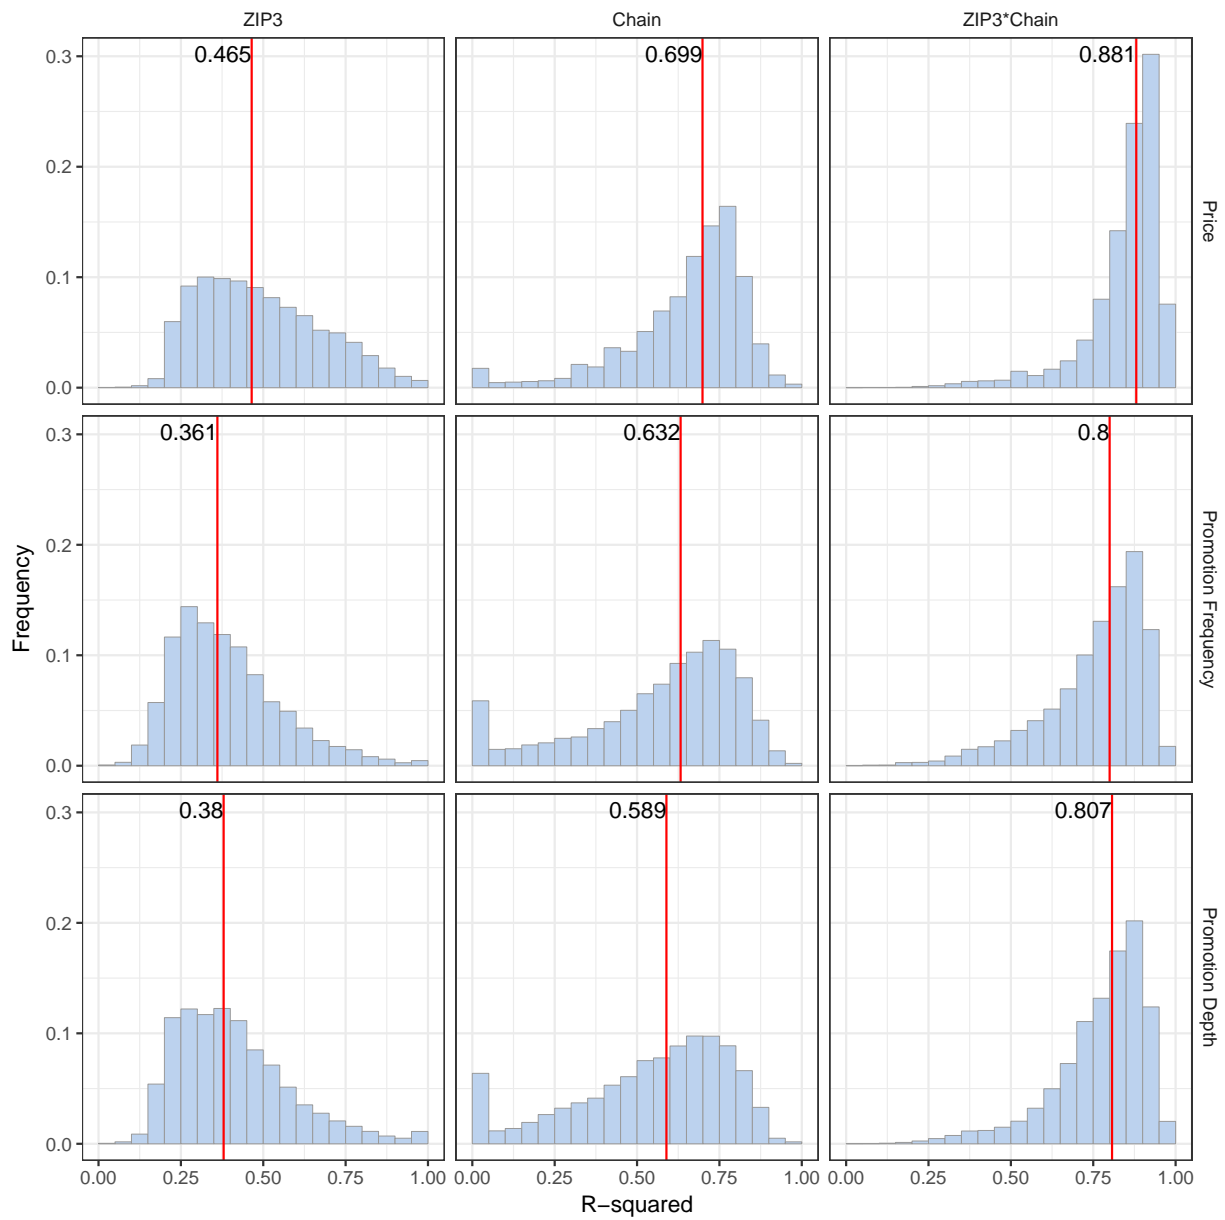 ZIP3 Chain ZIP3*Chain
0.465 0.699 0.881
0.3
0.2
0.1
0.0
Price
0.361 0.632 0.8
0.3
0.2
0.1
0.0
Promotion Frequency
0.38 0.589 0.807
0.3
0.2
0.1
0.0
Promotion Depth
Frequency
0.00 0.25 0.50 0.75 1.00 0.00 0.25 0.50 0.75 1.00 0.00 0.25 0.50 0.75 1.00
R−squared